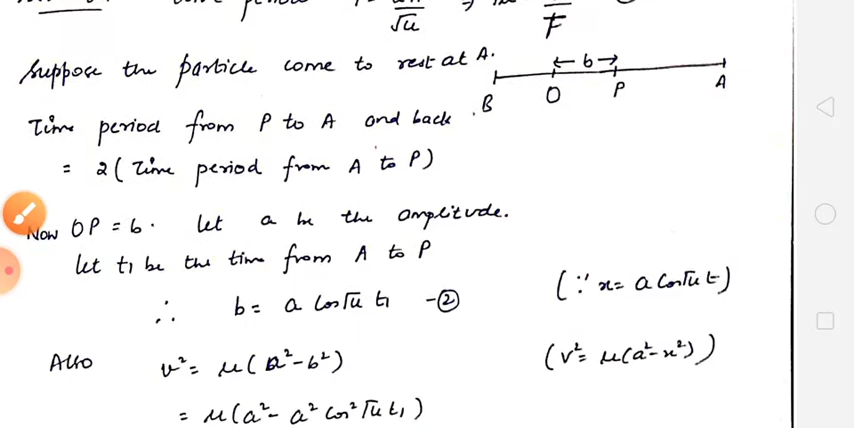 √μ
T
Suppose the particle come to rest at A.
← b →
B O P A
Time period from P to A and back.
= 2 (Time period from A to P)
Now OP = b. Let a be the amplitude.
let t₁ be the time from A to P
∴ b = a cos√μ t₁ -② (∵ x = a cos√μ t)
Also v² = μ(a²-b²) (v² = μ(a²-x²))
= μ(a² - a² cos²√μ t₁)